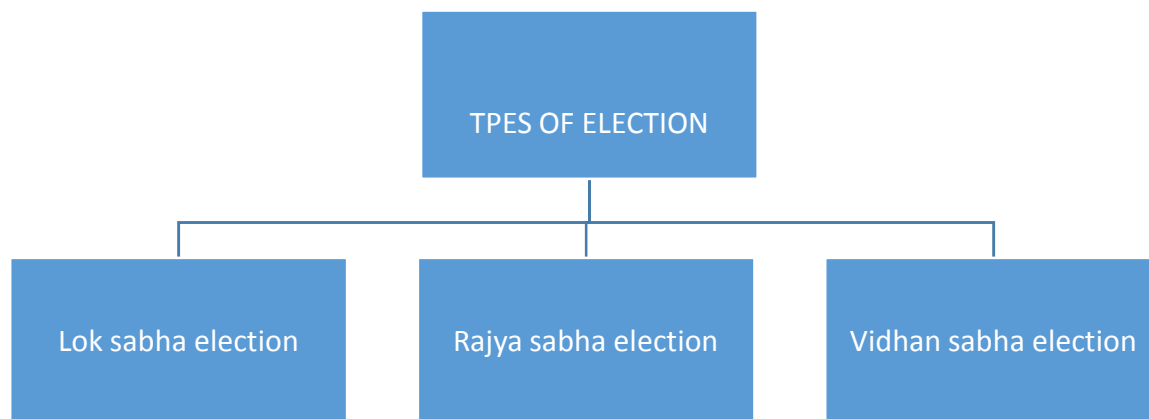 TPES OF ELECTION
Lok sabha election
Rajya sabha election
Vidhan sabha election